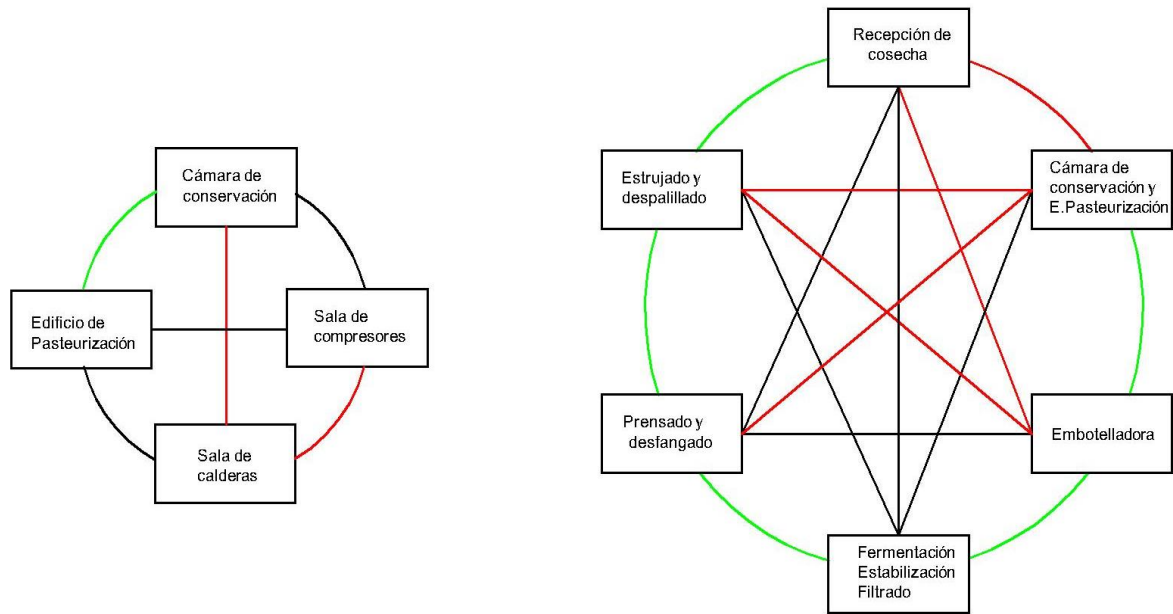 Cámara de
conservación
Edificio de
Pasteurización
Sala de
compresores
Sala de
calderas
Recepción de
cosecha
Estrujado y
despalillado
Cámara de
conservación y
E.Pasteurización
Prensado y
desfangado
Embotelladora
Fermentación
Estabilización
Filtrado